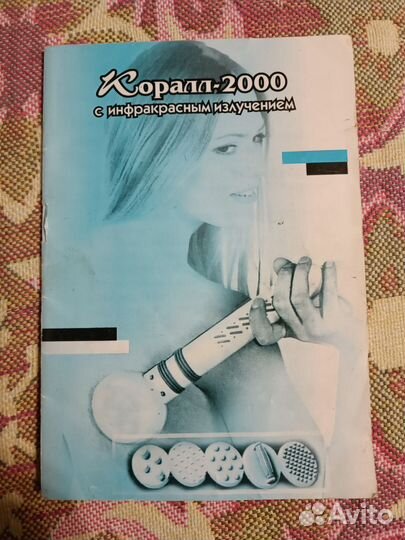 Коралл-2000
с инфракрасным излучением
Avito